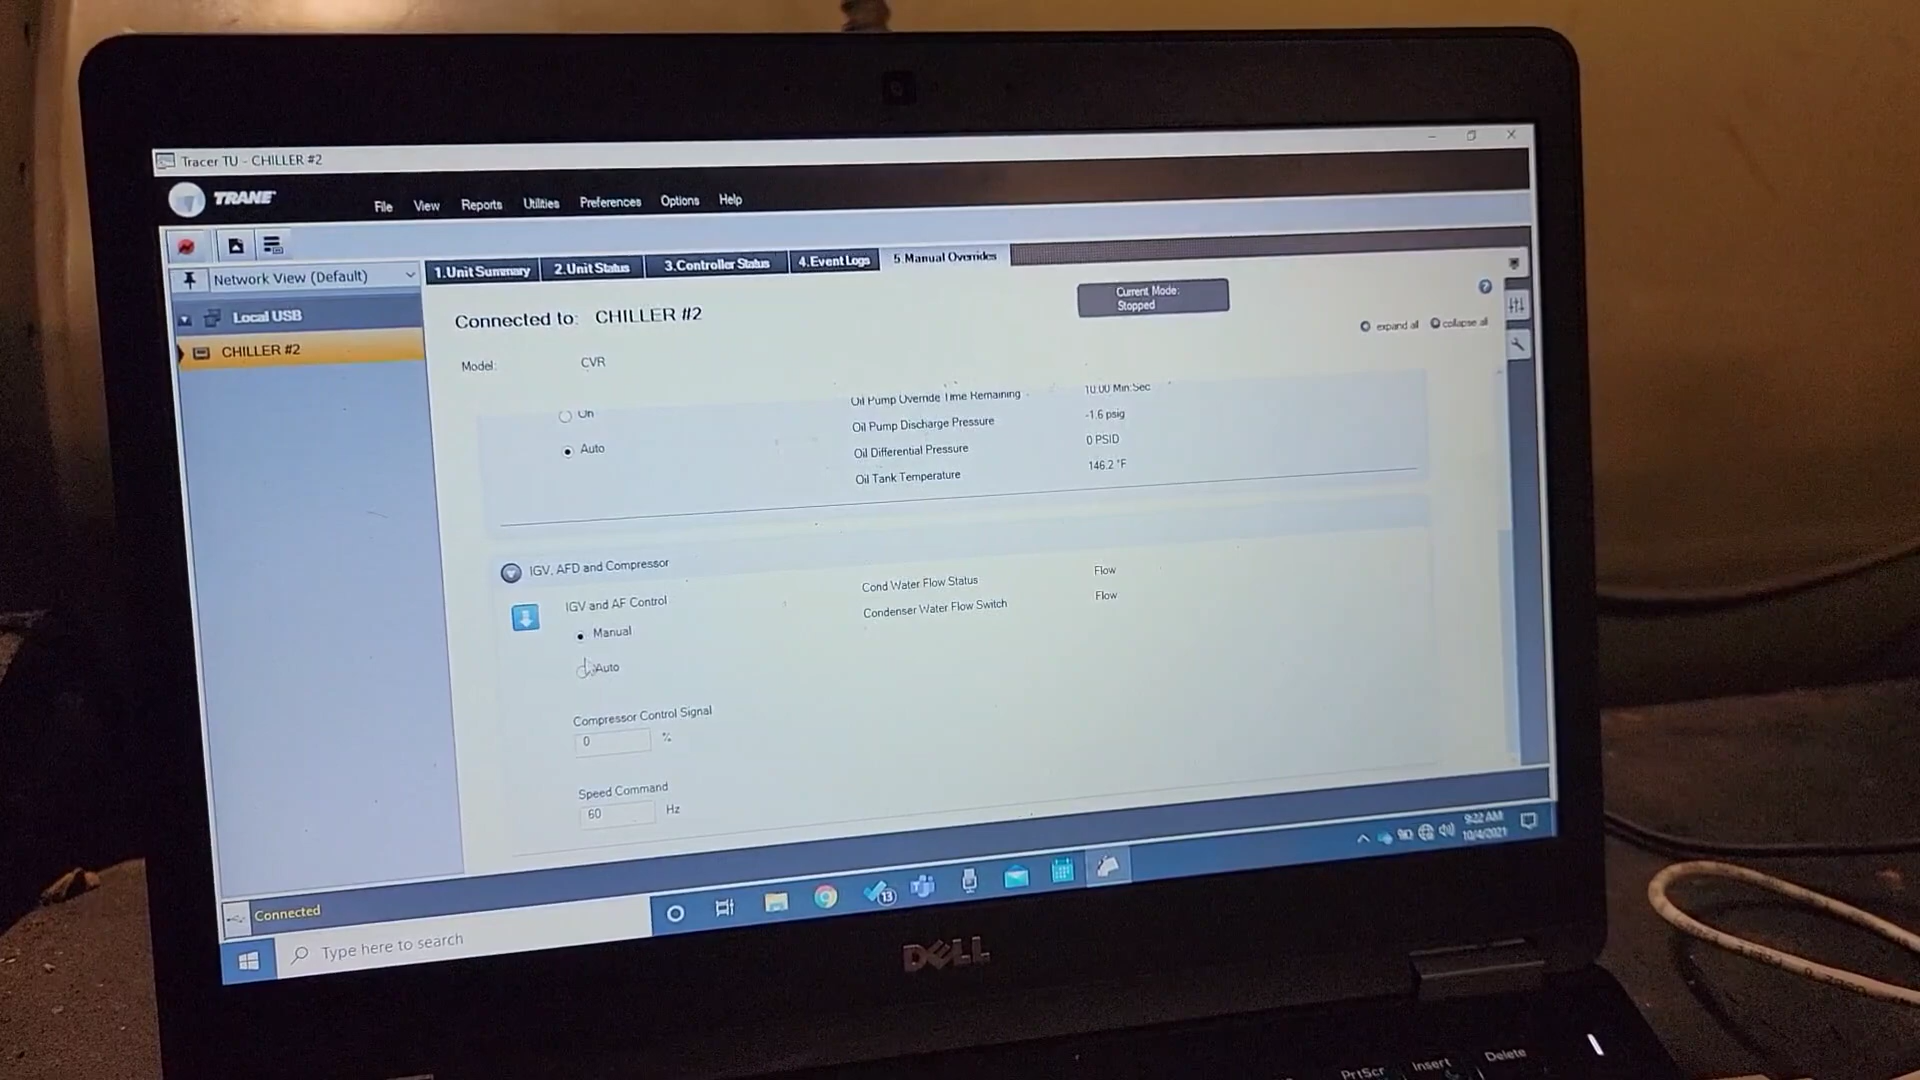 Tracer TU - CHILLER #2
TRANE
File View Reports Utilities Preferences Options Help
Network View (Default)
1.Unit Summary 2.Unit Status 3.Controller Status 4.Event Logs 5.Manual Overrides
Local USB
CHILLER #2
Connected to: CHILLER #2
Current Mode:
Stopped
expand all collapse all
Model: CVR
On
Auto
Oil Pump Override Time Remaining 10:00 Min:Sec
Oil Pump Discharge Pressure -1.6 psig
Oil Differential Pressure 0 PSID
Oil Tank Temperature 146.2 °F
IGV, AFD and Compressor
IGV and AF Control
Manual
Auto
Cond Water Flow Status Flow
Condenser Water Flow Switch Flow
Compressor Control Signal
0 %
Speed Command
60 Hz
Connected
Type here to search
13
9:22 AM
10/4/2021
DELL
PrtScr Insert Delete